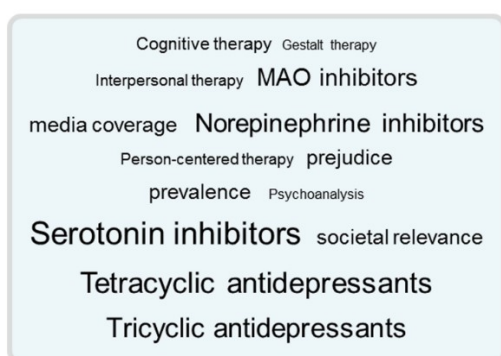 Cognitive therapy Gestalt therapy
Interpersonal therapy MAO inhibitors
media coverage Norepinephrine inhibitors
Person-centered therapy prejudice
prevalence Psychoanalysis
Serotonin inhibitors societal relevance
Tetracyclic antidepressants
Tricyclic antidepressants